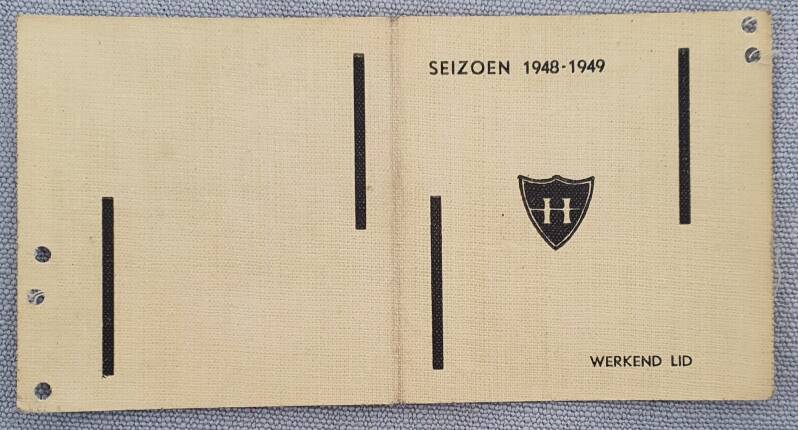 SEIZOEN 1948-1949
H
WERKEND LID